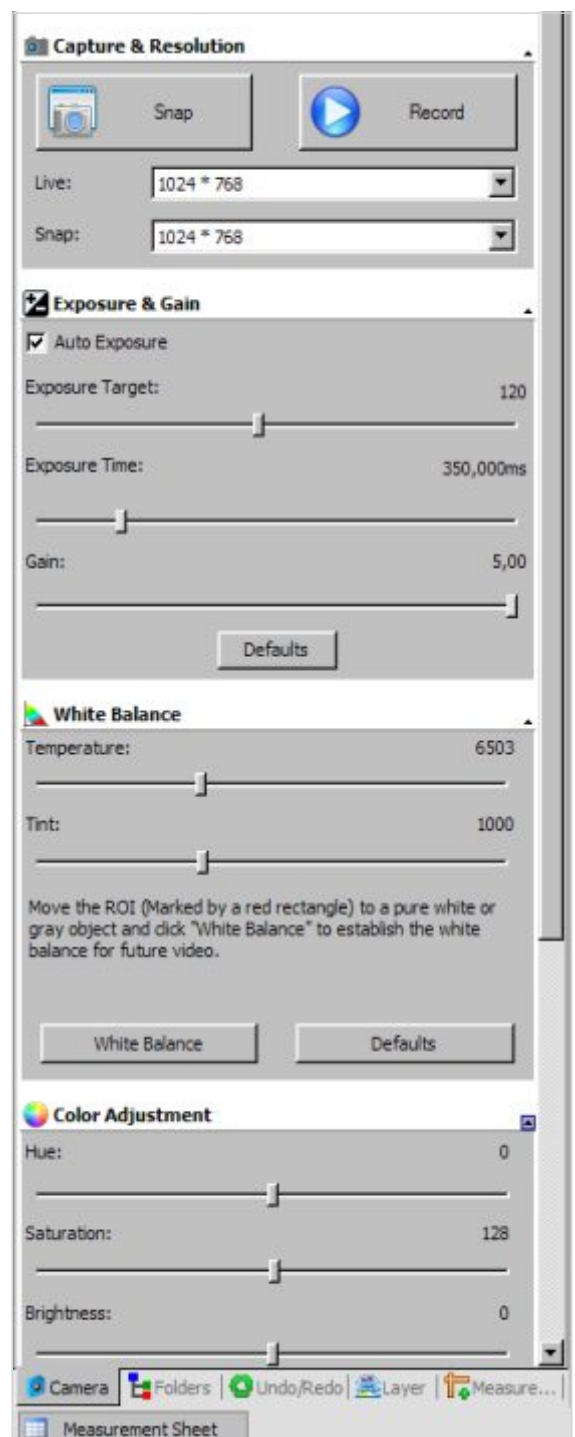 Capture & Resolution
Snap
Record
Live:
1024 * 768
Snap:
1024 * 768
Exposure & Gain
Auto Exposure
Exposure Target:
120
Exposure Time:
350,000ms
Gain:
5,00
Defaults
White Balance
Temperature:
6503
Tint:
1000
Move the ROI (Marked by a red rectangle) to a pure white or
gray object and click "White Balance" to establish the white
balance for future video.
White Balance
Defaults
Color Adjustment
Hue:
0
Saturation:
128
Brightness:
0
Camera
Folders
Undo/Redo
Layer
Measure...
Measurement Sheet